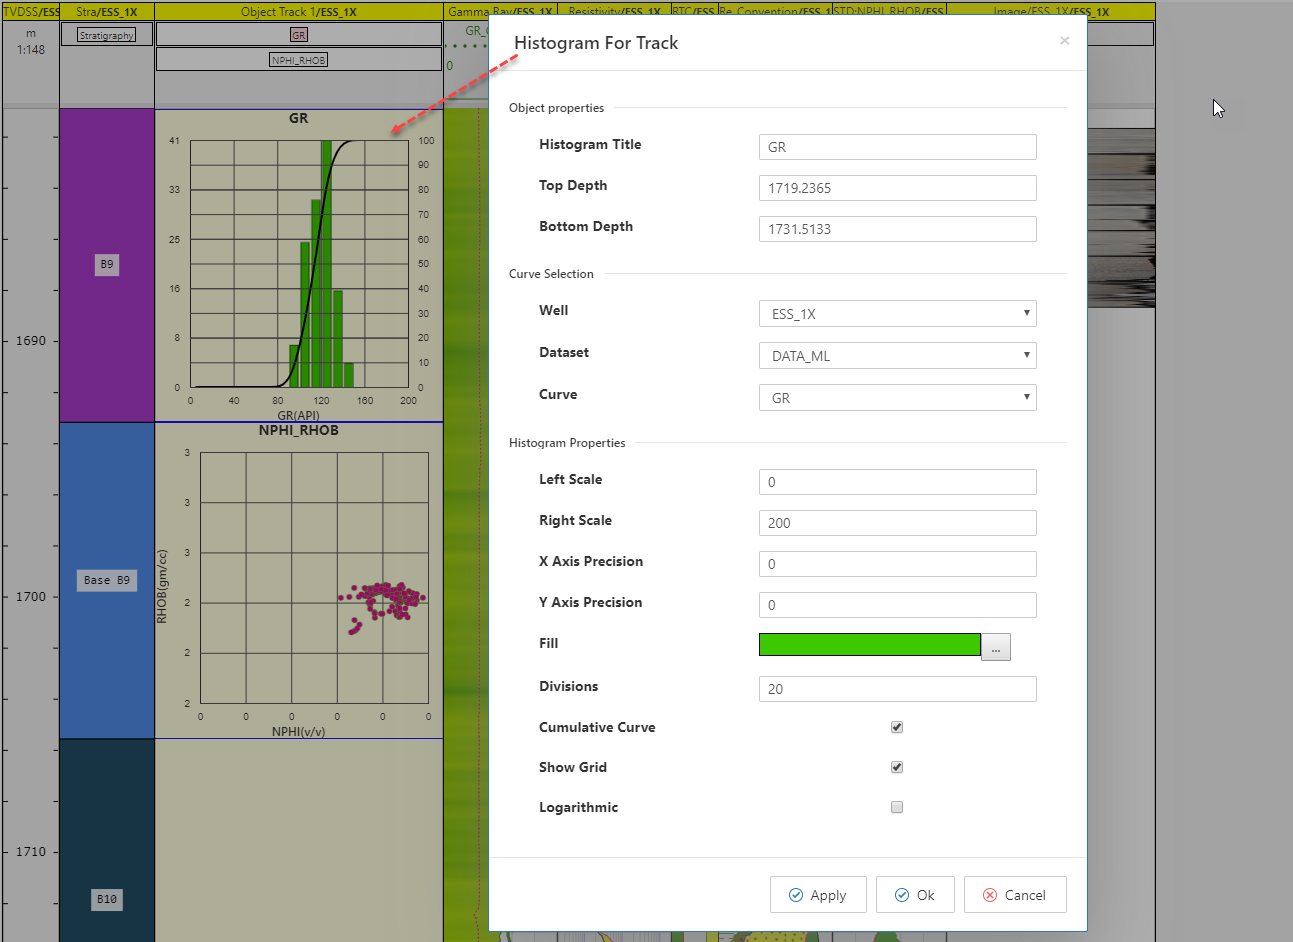 TVDSS/ESS
Stra/ESS_1X
Object Track 1/ESS_1X
Gamma Ray/ESS_1X
Resistivity/ESS_1X
RTC/ESS
Re_Convention/ESS_1
STD:NPHI_RHOB/ESS
Image/ESS_1X/ESS_1X
m
1:148
Stratigraphy
GR
NPHI_RHOB
0
B9
Base B9
B10
1690
1700
1710
GR
41
33
25
16
8
0
100
90
80
70
60
50
40
30
20
10
0
0 40 80 120 160 200
GR(API)
NPHI_RHOB
3
3
3
2
2
2
RHOB(gm/cc)
0 0 0 0 0 0
NPHI(v/v)
Histogram For Track ×
Object properties
Histogram Title GR
Top Depth 1719.2365
Bottom Depth 1731.5133
Curve Selection
Well ESS_1X
Dataset DATA_ML
Curve GR
Histogram Properties
Left Scale 0
Right Scale 200
X Axis Precision 0
Y Axis Precision 0
Fill ...
Divisions 20
Cumulative Curve
Show Grid
Logarithmic
Apply Ok Cancel